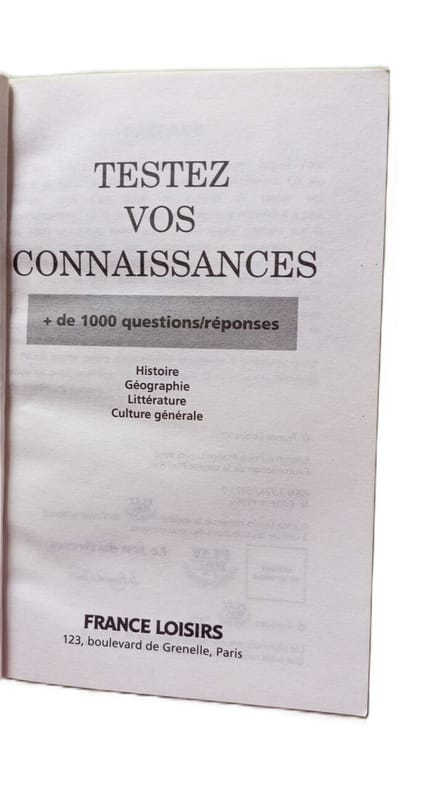 TESTEZ
VOS
CONNAISSANCES
+ de 1000 questions/réponses
Histoire
Géographie
Littérature
Culture générale
FRANCE LOISIRS
123, boulevard de Grenelle, Paris